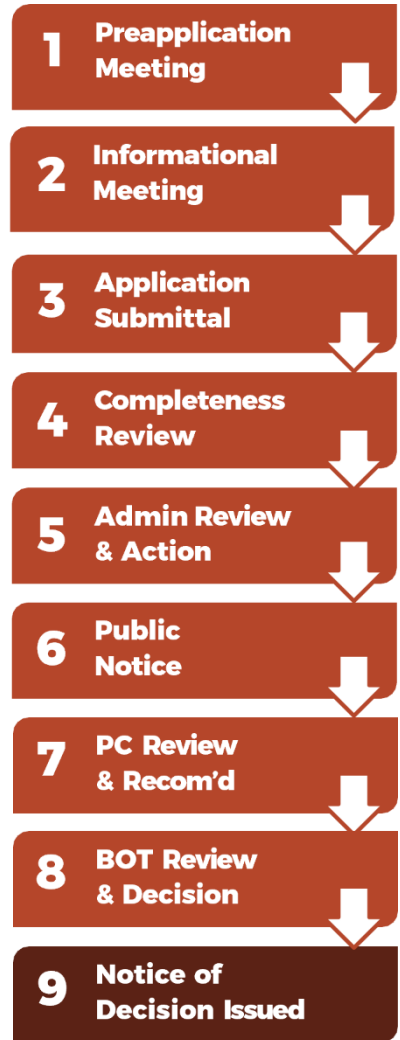 1 Preapplication
Meeting
2 Informational
Meeting
3 Application
Submittal
4 Completeness
Review
5 Admin Review
& Action
6 Public
Notice
7 PC Review
& Recom'd
8 BOT Review
& Decision
9 Notice of
Decision Issued